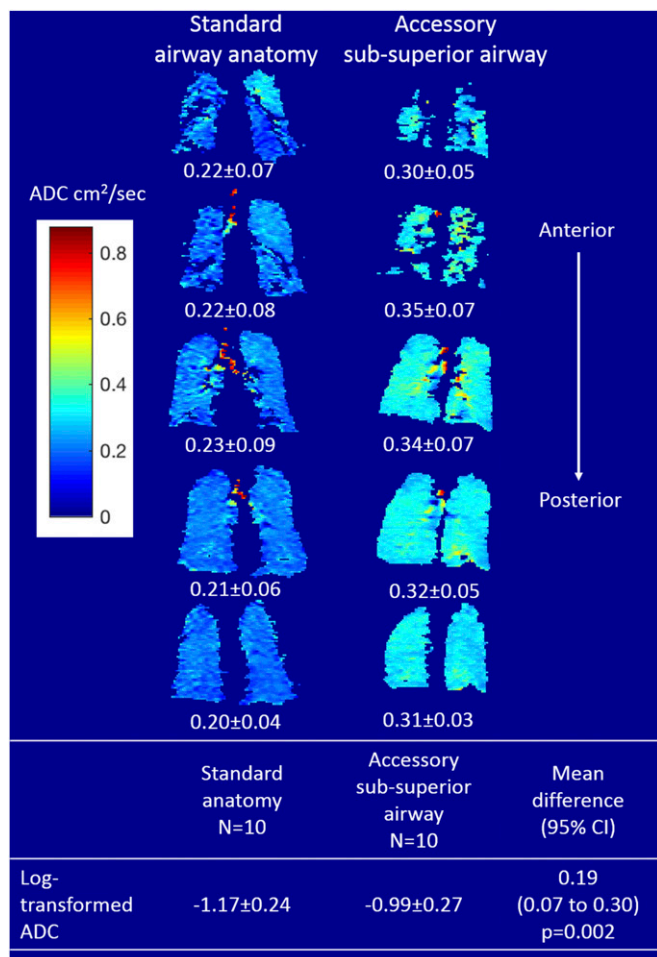 Standard
airway anatomy
Accessory
sub-superior airway
0.22±0.07
0.30±0.05
ADC cm²/sec
0.8
0.6
0.4
0.2
0
Anterior
0.22±0.08
0.35±0.07
0.23±0.09
0.34±0.07
Posterior
0.21±0.06
0.32±0.05
0.20±0.04
0.31±0.03
Standard
anatomy
N=10
Accessory
sub-superior
airway
N=10
Mean
difference
(95% CI)
Log-
transformed
ADC
-1.17±0.24
-0.99±0.27
0.19
(0.07 to 0.30)
p=0.002